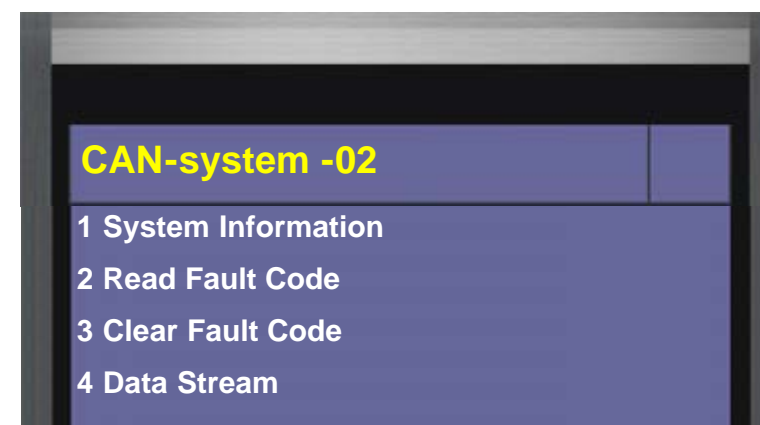 CAN-system -02
1 System Information
2 Read Fault Code
3 Clear Fault Code
4 Data Stream